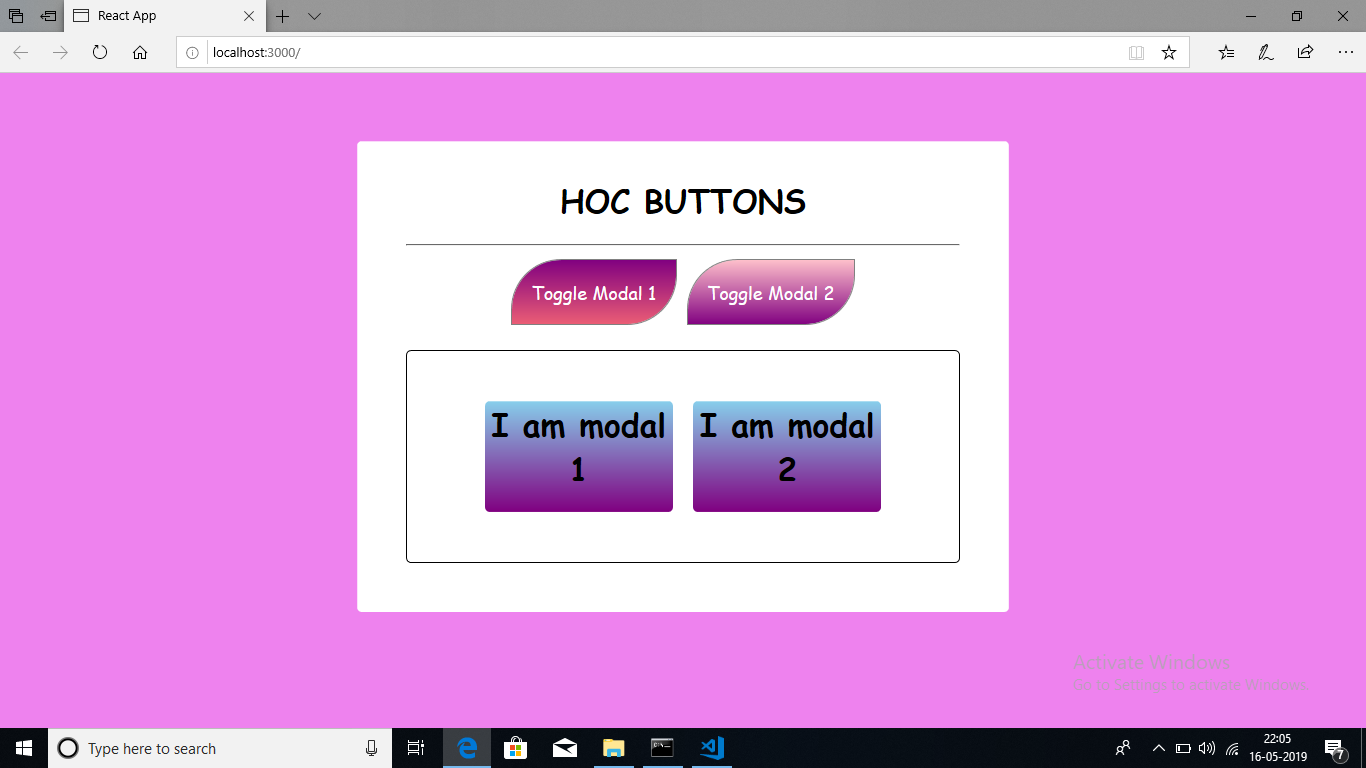 React App
localhost:3000/
HOC BUTTONS
Toggle Modal 1
Toggle Modal 2
I am modal
1
I am modal
2
Activate Windows
Go to Settings to activate Windows.
Type here to search
22:05
16-05-2019
7